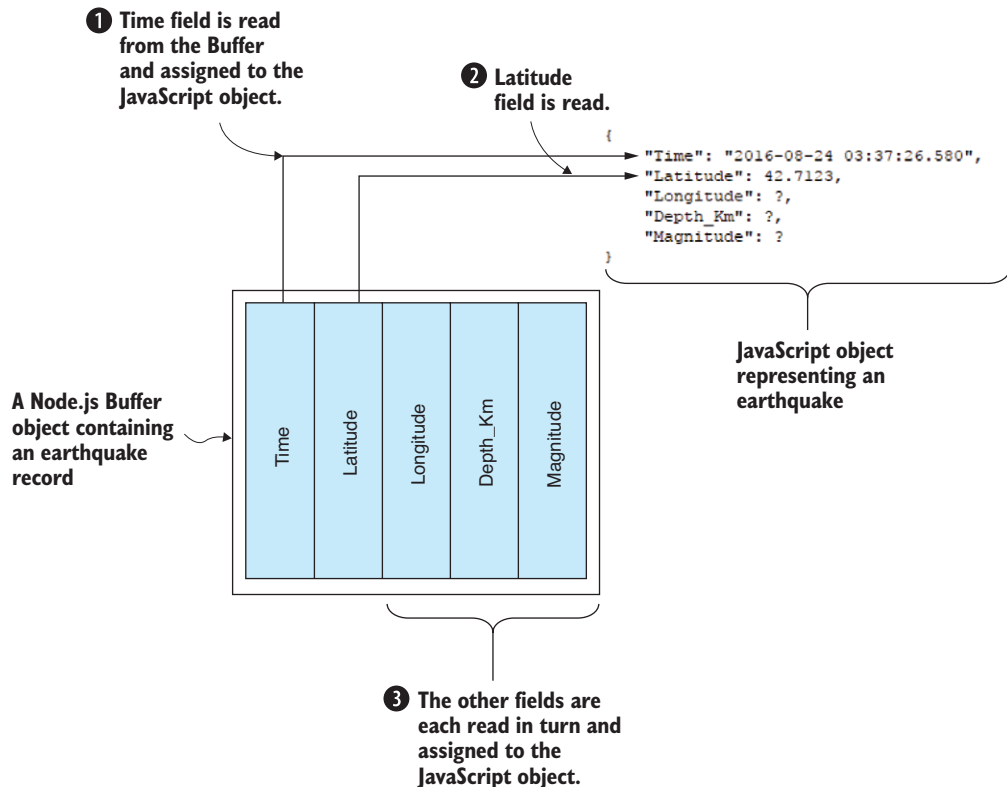 1 Time field is read
from the Buffer
and assigned to the
JavaScript object.
2 Latitude
field is read.
{
"Time": "2016-08-24 03:37:26.580",
"Latitude": 42.7123,
"Longitude": ?,
"Depth_Km": ?,
"Magnitude": ?
}
JavaScript object
representing an
earthquake
A Node.js Buffer
object containing
an earthquake
record
Time
Latitude
Longitude
Depth_Km
Magnitude
3 The other fields are
each read in turn and
assigned to the
JavaScript object.